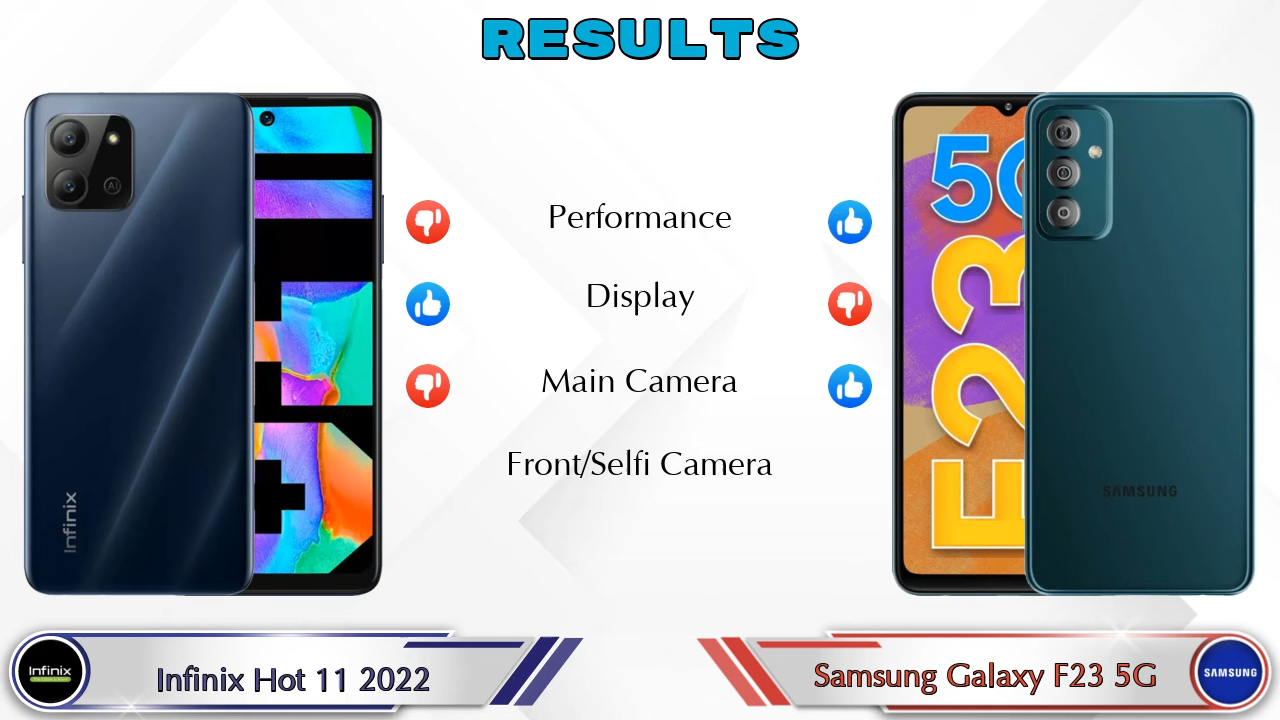 RESULTS
AI
Infinix
5G
F23
SAMSUNG
Performance
Display
Main Camera
Front/Selfi Camera
Infinix
Infinix Hot 11 2022
Samsung Galaxy F23 5G
SAMSUNG